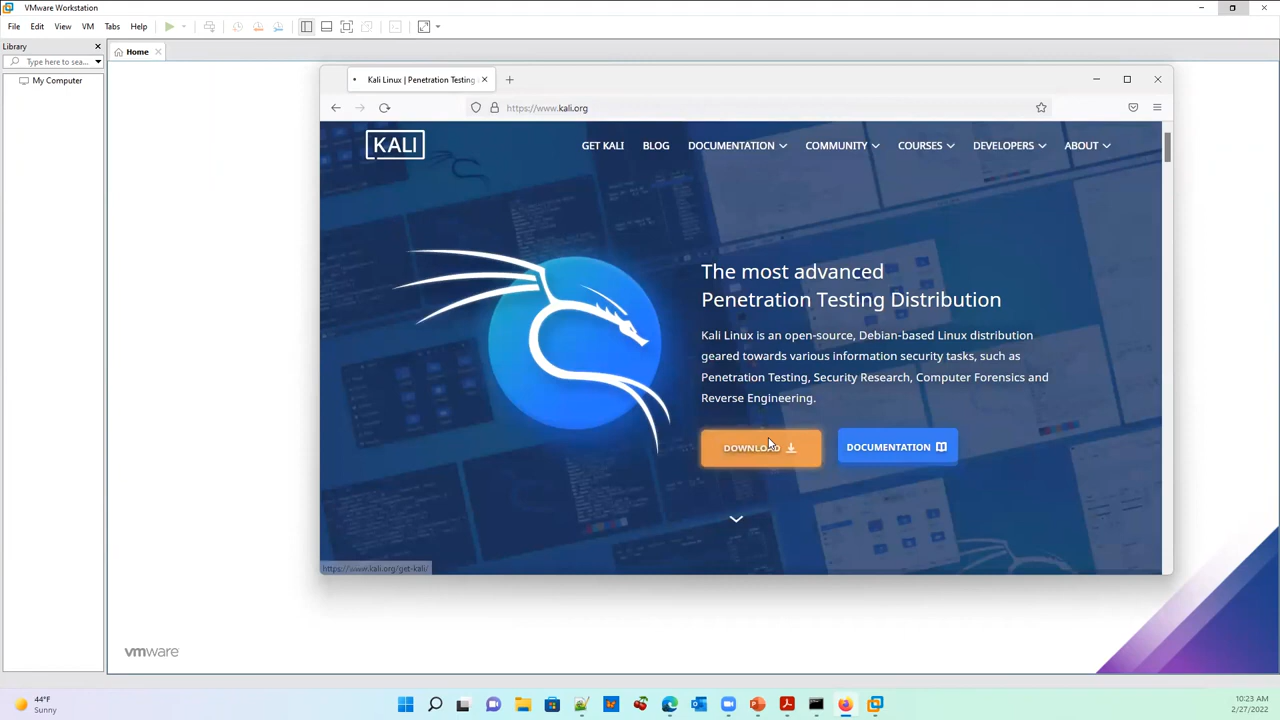 VMware Workstation
File Edit View VM Tabs Help
Library
Type here to sea...
My Computer
Home
Kali Linux | Penetration Testing
https://www.kali.org
KALI
GET KALI BLOG DOCUMENTATION COMMUNITY COURSES DEVELOPERS ABOUT
The most advanced
Penetration Testing Distribution
Kali Linux is an open-source, Debian-based Linux distribution
geared towards various information security tasks, such as
Penetration Testing, Security Research, Computer Forensics and
Reverse Engineering.
DOWNLOAD DOCUMENTATION
https://www.kali.org/get-kali/
vmware
44°F
Sunny
10:23 AM
2/27/2022